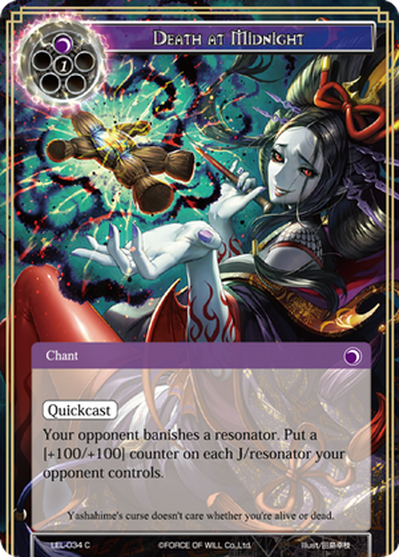 Death at Midnight
1
Chant
Quickcast
Your opponent banishes a resonator. Put a
[+100/+100] counter on each J/resonator your
opponent controls.
Yashahime's curse doesn't care whether you're alive or dead.
LEL-034 C
©FORCE OF WILL Co.,Ltd.
Illust/